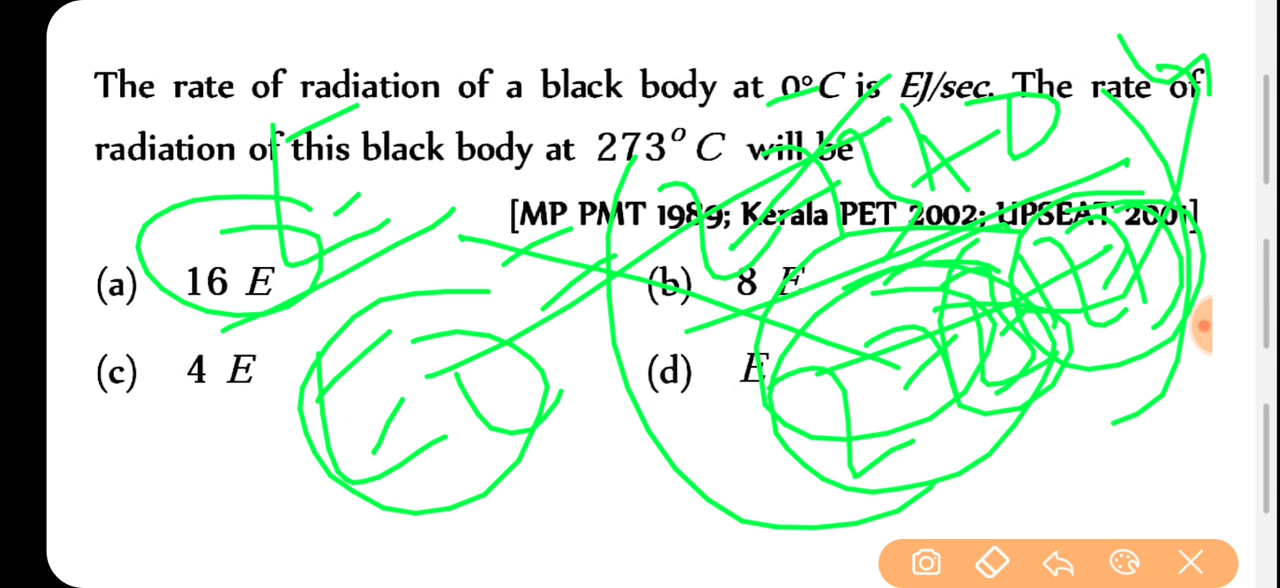 The rate of radiation of a black body at 0°C is EJ/sec. The rate of
radiation of this black body at 273° C will be
[MP PMT 1989; Kerala PET 2002; UPSEAT 2001]
(a) 16 E (b) 8 E
(c) 4 E (d) E